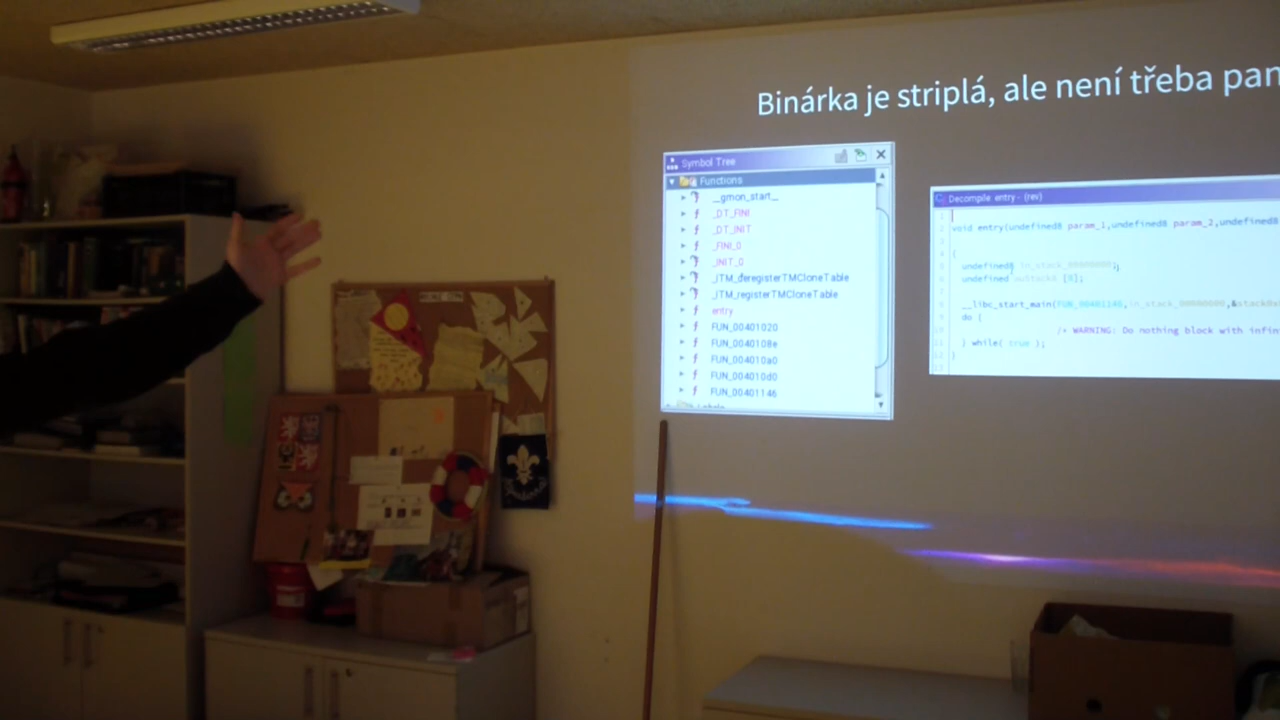 Binárka je striplá, ale není třeba pan
Symbol Tree
Functions
__gmon_start__
_DT_FINI
_DT_INIT
_FINI_0
_INIT_0
_ITM_deregisterTMCloneTable
_ITM_registerTMCloneTable
entry
FUN_00401020
FUN_0040108e
FUN_004010a0
FUN_004010d0
FUN_00401146
Labels
Decompile: entry - (rev)
void entry(undefined8 param_1,undefined8 param_2,undefined8
{
undefined8 in_stack_00000000;
undefined auStack8 [8];
__libc_start_main(FUN_00401146,in_stack_00000000,&stack0x
do {
/* WARNING: Do nothing block with infin
} while( true );
}